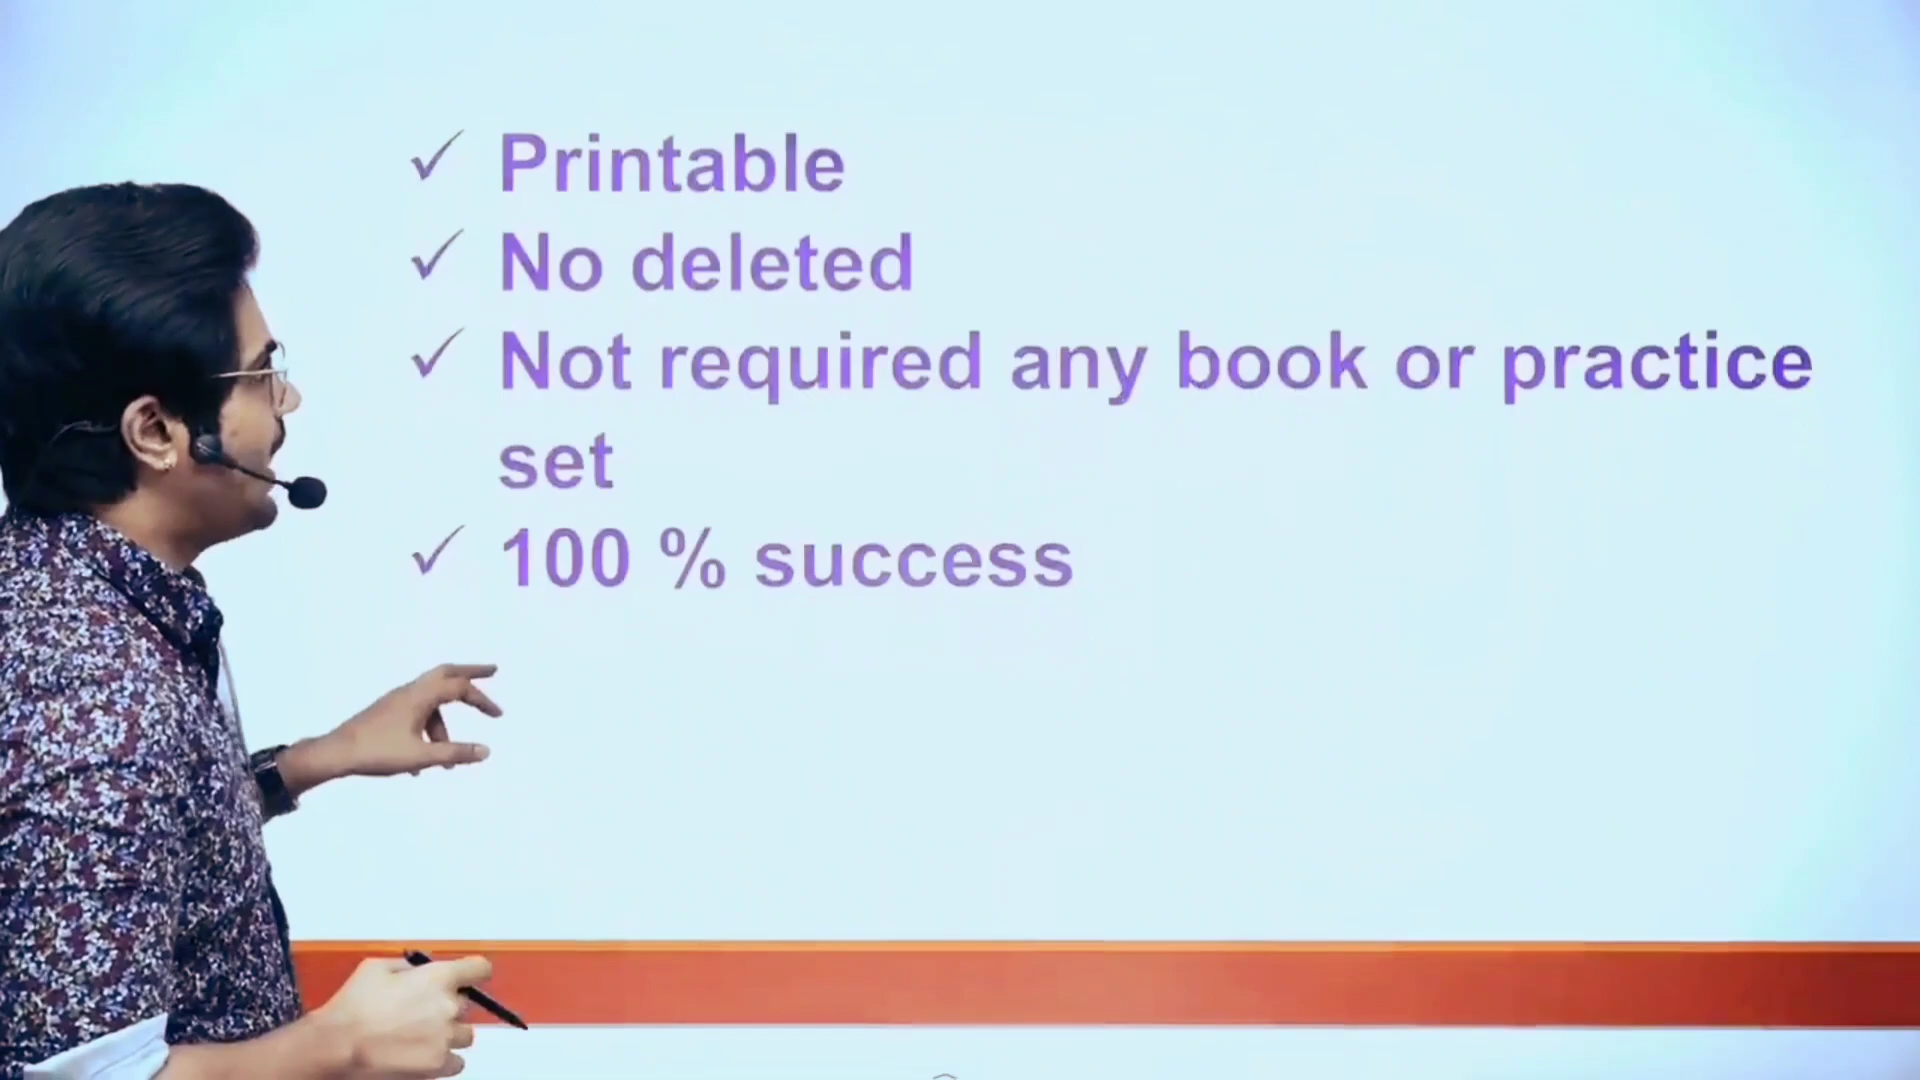 ✓ Printable
✓ No deleted
✓ Not required any book or practice
set
✓ 100 % success